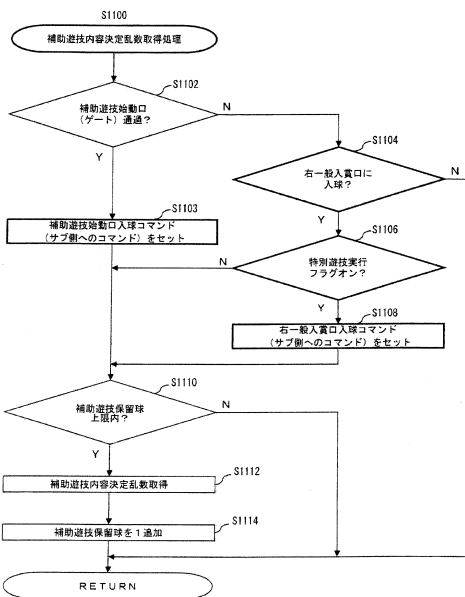 S1100
補助遊技内容決定乱数取得処理
S1102
補助遊技始動口
(ゲート)通過?
N
Y
S1104
右一般入賞口に
入球?
N
Y
S1103
補助遊技始動口入球コマンド
(サブ側へのコマンド)をセット
S1106
特別遊技実行
フラグオン?
N
Y
S1108
右一般入賞口入球コマンド
(サブ側へのコマンド)をセット
S1110
補助遊技保留球
上限内?
N
Y
S1112
補助遊技内容決定乱数取得
S1114
補助遊技保留球を1追加
RETURN